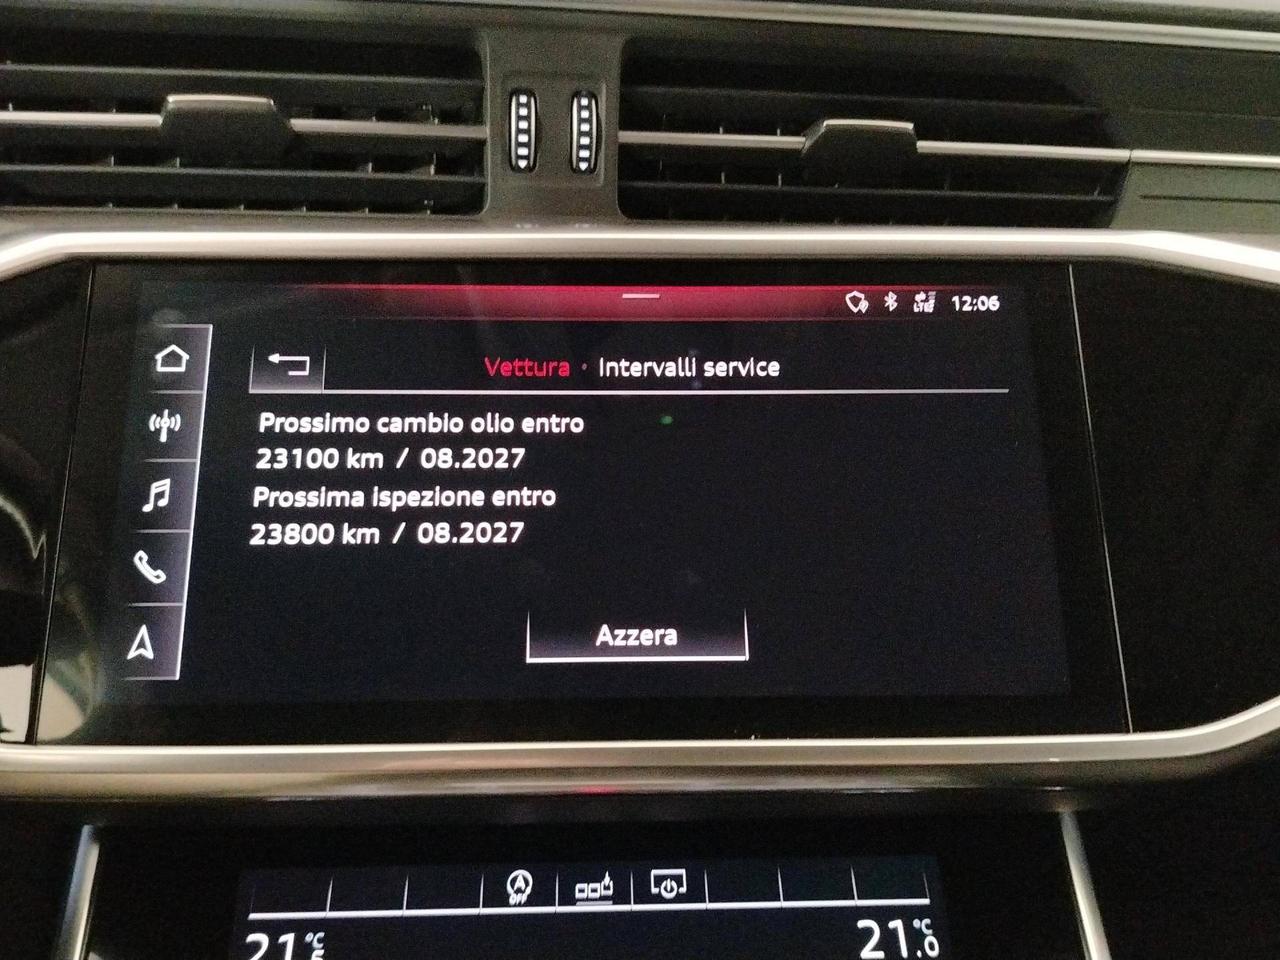 12:06
Vettura · Intervalli service
Prossimo cambio olio entro
23100 km / 08.2027
Prossima ispezione entro
23800 km / 08.2027
Azzera
A
OFF
21 °C
21.0 °C